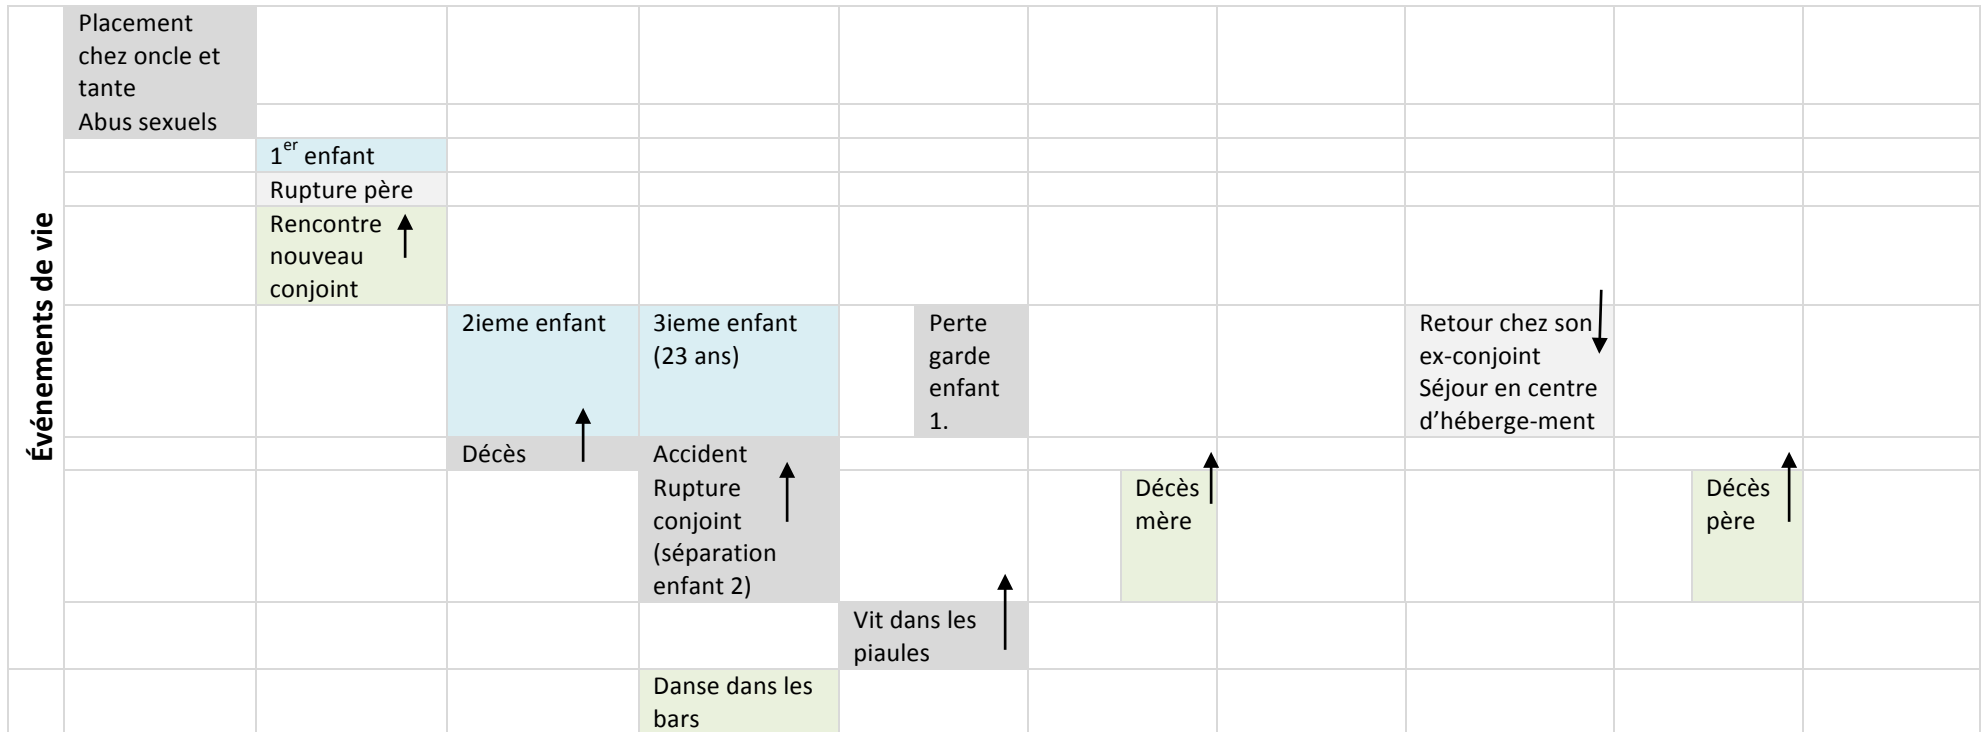 Placement
chez oncle et
tante
Abus sexuels
1er enfant
Rupture père
Événements de vie
Rencontre
nouveau
conjoint
2ieme enfant
3ieme enfant
(23 ans)
Perte
garde
enfant
1.
Retour chez son
ex-conjoint
Séjour en centre
d'héberge-ment
Décès
Accident
Rupture
conjoint
(séparation
enfant 2)
Décès
mère
Décès
père
Vit dans les
piaules
Danse dans les
bars